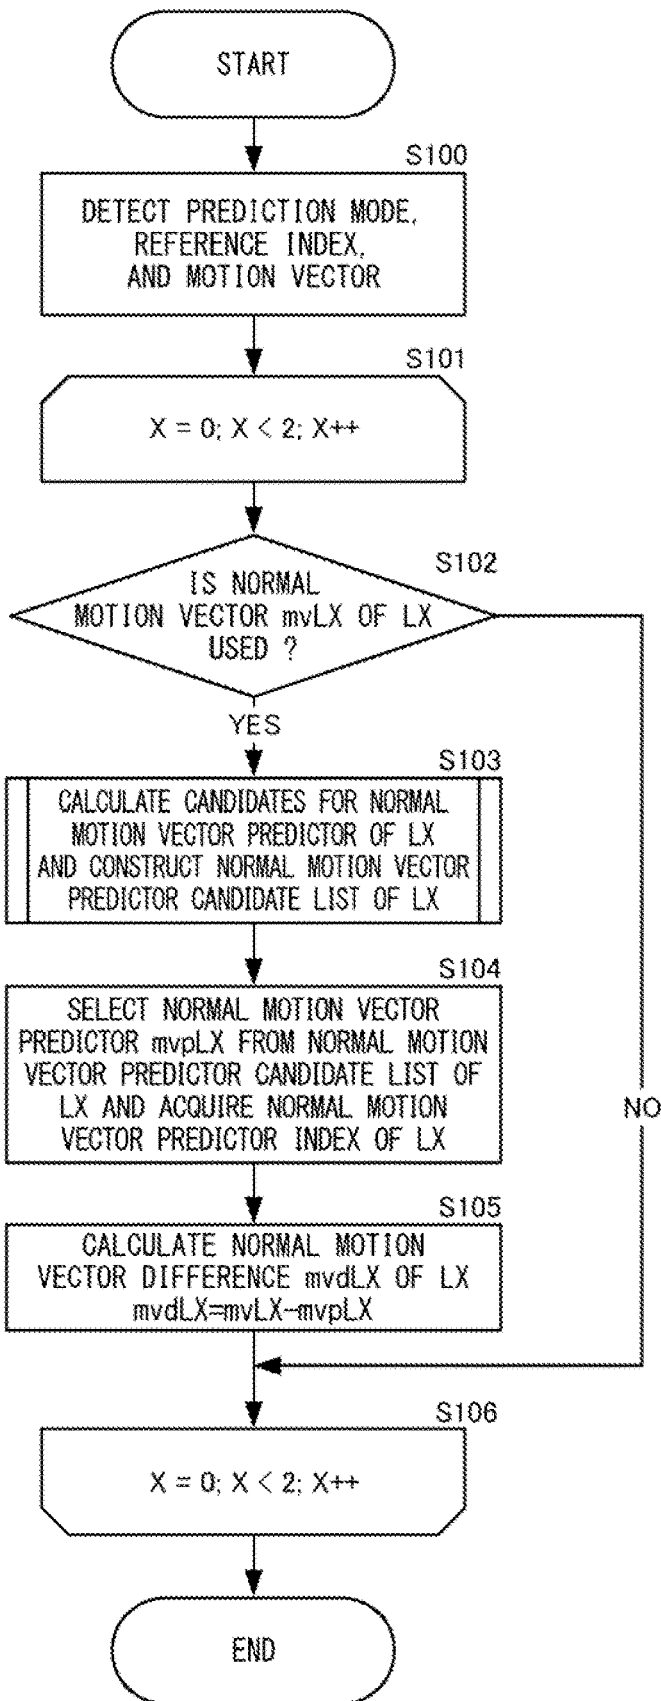 START
S100
DETECT PREDICTION MODE,
REFERENCE INDEX,
AND MOTION VECTOR
S101
X = 0; X < 2; X++
S102
IS NORMAL
MOTION VECTOR mvLX OF LX
USED ?
YES
S103
CALCULATE CANDIDATES FOR NORMAL
MOTION VECTOR PREDICTOR OF LX
AND CONSTRUCT NORMAL MOTION VECTOR
PREDICTOR CANDIDATE LIST OF LX
S104
SELECT NORMAL MOTION VECTOR
PREDICTOR mvpLX FROM NORMAL MOTION
VECTOR PREDICTOR CANDIDATE LIST OF
LX AND ACQUIRE NORMAL MOTION
VECTOR PREDICTOR INDEX OF LX
NO
S105
CALCULATE NORMAL MOTION
VECTOR DIFFERENCE mvdLX OF LX
mvdLX=mvLX-mvpLX
S106
X = 0; X < 2; X++
END